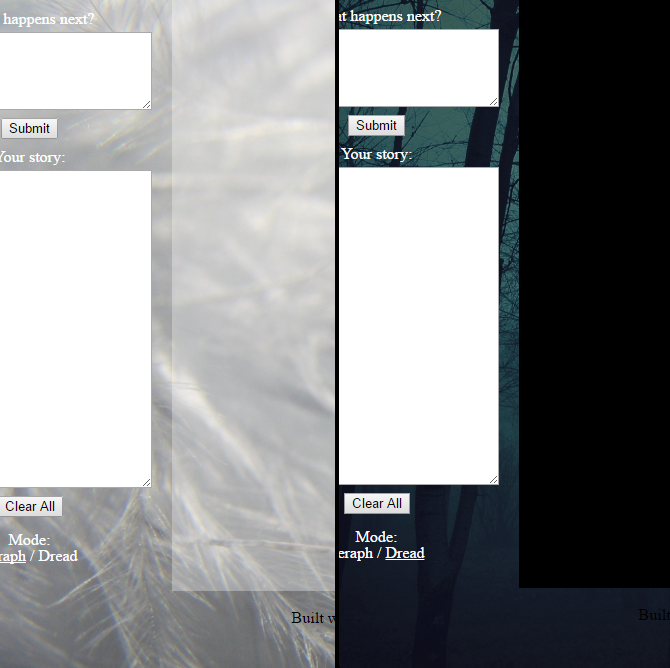 happens next?
Submit
Your story:
Clear All
Mode:
raph / Dread
Built w
t happens next?
Submit
Your story:
Clear All
Mode:
eraph / Dread
Built